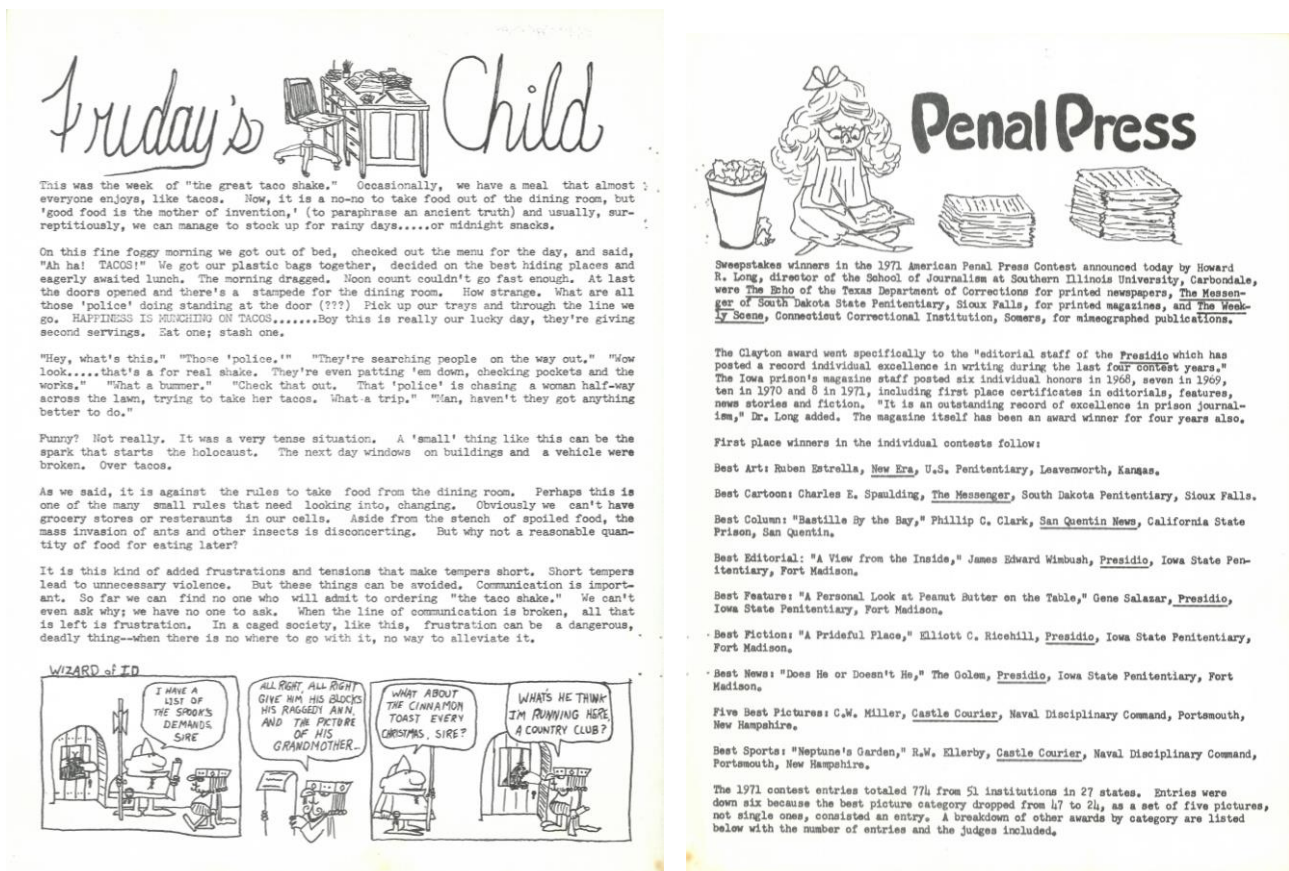 Friday's Child
This was the week of "the great taco shake." Occasionally, we have a meal that almost
everyone enjoys, like tacos. Now, it is a no-no to take food out of the dining room, but
'good food is the mother of invention,' (to paraphrase an ancient truth) and usually, sur-
reptitiously, we can manage to stock up for rainy days.....or midnight snacks.
On this fine foggy morning we got out of bed, checked out the menu for the day, and said,
"Ah ha! TACOS!" We got our plastic bags together, decided on the best hiding places and
eagerly awaited lunch. The morning dragged. Noon count couldn't go fast enough. At last
the doors opened and there's a stampede for the dining room. How strange. What are all
those 'police' doing standing at the door (???) Pick up our trays and through the line we
go. HAPPINESS IS MUNCHING ON TACOS.......Boy this is really our lucky day, they're giving
second servings. Eat one; stash one.
"Hey, what's this." "Those 'police.'" "They're searching people on the way out." "Wow
look.....that's a for real shake. They're even patting 'em down, checking pockets and the
works." "What a bummer." "Check that out. That 'police' is chasing a woman half-way
across the lawn, trying to take her tacos. What a trip." "Man, haven't they got anything
better to do."
Funny? Not really. It was a very tense situation. A 'small' thing like this can be the
spark that starts the holocaust. The next day windows on buildings and a vehicle were
broken. Over tacos.
As we said, it is against the rules to take food from the dining room. Perhaps this is
one of the many small rules that need looking into, changing. Obviously we can't have
grocery stores or resteraunts in our cells. Aside from the stench of spoiled food, the
mass invasion of ants and other insects is disconcerting. But why not a reasonable quan-
tity of food for eating later?
It is this kind of added frustrations and tensions that make tempers short. Short tempers
lead to unnecessary violence. But these things can be avoided. Communication is import-
ant. So far we can find no one who will admit to ordering "the taco shake." We can't
even ask why; we have no one to ask. When the line of communication is broken, all that
is left is frustration. In a caged society, like this, frustration can be a dangerous,
deadly thing--when there is no where to go with it, no way to alleviate it.
WIZARD of ID
I HAVE A
LIST OF
THE SPOOK'S
DEMANDS,
SIRE
ALL RIGHT, ALL RIGHT
GIVE HIM HIS BLOCKS
HIS RAGGEDY ANN,
AND THE PICTURE
OF HIS
GRANDMOTHER...
WHAT ABOUT
THE CINNAMON
TOAST EVERY
CHRISTMAS, SIRE?
WHAT'S HE THINK
I'M RUNNING HERE,
A COUNTRY CLUB?
Penal Press
Sweepstakes winners in the 1971 American Penal Press Contest announced today by Howard
R. Long, director of the School of Journalism at Southern Illinois University, Carbondale,
were The Echo of the Texas Department of Corrections for printed newspapers, The Messen-
ger of South Dakota State Penitentiary, Sioux Falls, for printed magazines, and The Week-
ly Scene, Connecticut Correctional Institution, Somers, for mimeographed publications.
The Clayton award went specifically to the "editorial staff of the Presidio which has
posted a record individual excellence in writing during the last four contest years."
The Iowa prison's magazine staff posted six individual honors in 1968, seven in 1969,
ten in 1970 and 8 in 1971, including first place certificates in editorials, features,
news stories and fiction. "It is an outstanding record of excellence in prison journal-
ism," Dr. Long added. The magazine itself has been an award winner for four years also.
First place winners in the individual contests follow:
Best Art: Ruben Estrella, New Era, U.S. Penitentiary, Leavenworth, Kansas.
Best Cartoon: Charles E. Spaulding, The Messenger, South Dakota Penitentiary, Sioux Falls.
Best Column: "Bastille By the Bay," Phillip C. Clark, San Quentin News, California State
Prison, San Quentin.
Best Editorial: "A View from the Inside," James Edward Wimbush, Presidio, Iowa State Pen-
itentiary, Fort Madison.
Best Feature: "A Personal Look at Peanut Butter on the Table," Gene Salazar, Presidio,
Iowa State Penitentiary, Fort Madison.
Best Fiction: "A Prideful Place," Elliott C. Ricehill, Presidio, Iowa State Penitentiary,
Fort Madison.
Best News: "Does He or Doesn't He," The Golem, Presidio, Iowa State Penitentiary, Fort
Madison.
Five Best Pictures: C.W. Miller, Castle Courier, Naval Disciplinary Command, Portsmouth,
New Hampshire.
Best Sports: "Neptune's Garden," R.W. Ellerby, Castle Courier, Naval Disciplinary Command,
Portsmouth, New Hampshire.
The 1971 contest entries totaled 774 from 51 institutions in 27 states. Entries were
down six because the best picture category dropped from 47 to 24, as a set of five pictures,
not single ones, consisted an entry. A breakdown of other awards by category are listed
below with the number of entries and the judges included.